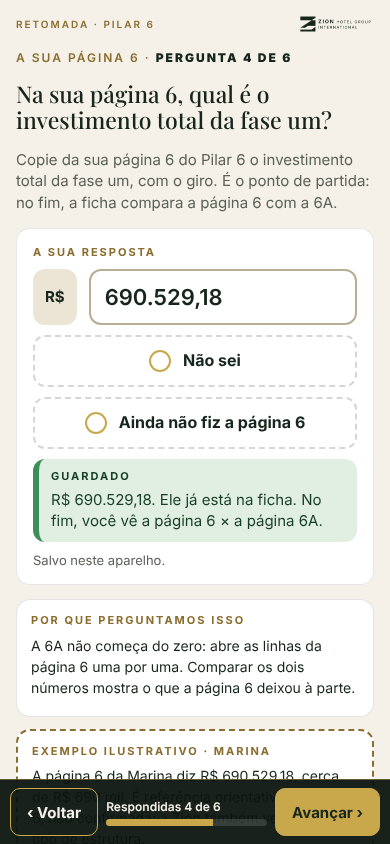 RETOMADA · PILAR 6
ZION HOTEL GROUP
INTERNATIONAL
A SUA PÁGINA 6 · PERGUNTA 4 DE 6
Na sua página 6, qual é o
investimento total da fase um?
Copie da sua página 6 do Pilar 6 o investimento
total da fase um, com o giro. É o ponto de partida:
no fim, a ficha compara a página 6 com a 6A.
A SUA RESPOSTA
R$ 690.529,18
Não sei
Ainda não fiz a página 6
GUARDADO
R$ 690.529,18. Ele já está na ficha. No
fim, você vê a página 6 × a página 6A.
Salvo neste aparelho.
POR QUE PERGUNTAMOS ISSO
A 6A não começa do zero: abre as linhas da
página 6 uma por uma. Comparar os dois
números mostra o que a página 6 deixou à parte.
EXEMPLO ILUSTRATIVO · MARINA
A página 6 da Marina diz R$ 690.529,18, cerca
de R$ 690 mil. É referência
‹ Voltar
Respondidas 4 de 6
Avançar ›